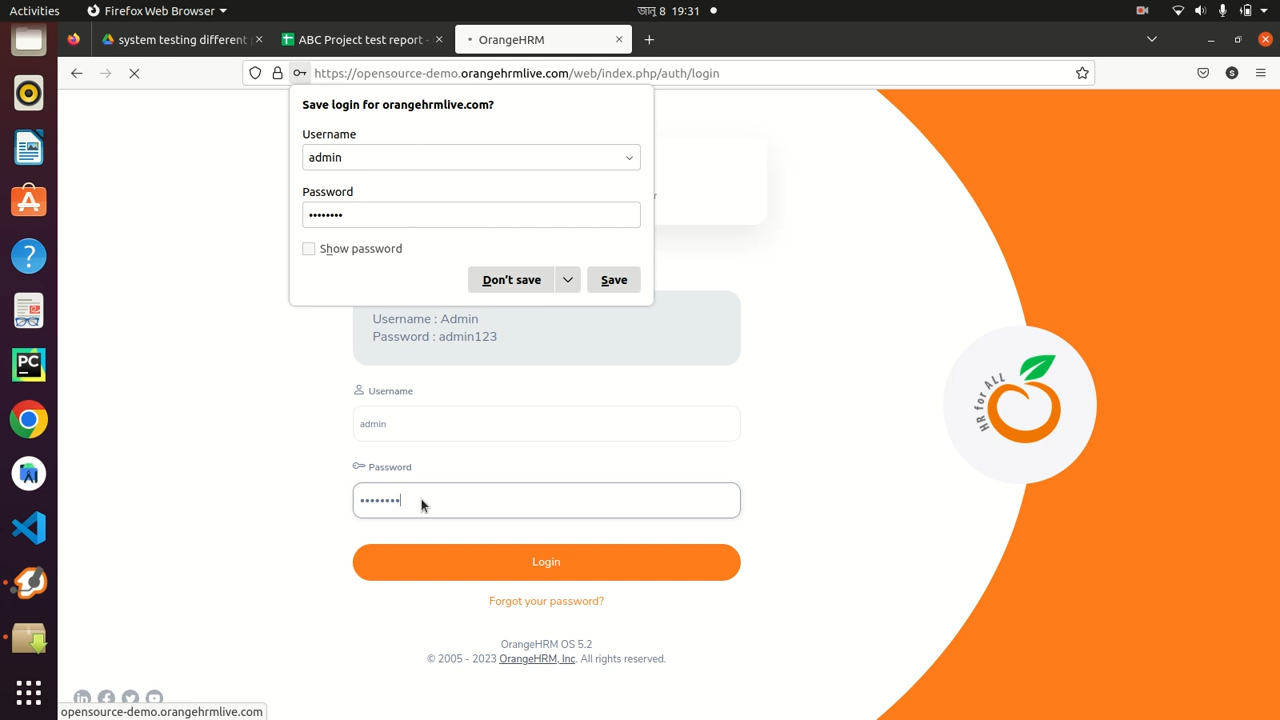 Activities
Firefox Web Browser
जानु 8 19:31
system testing different
ABC Project test report -
OrangeHRM
https://opensource-demo.orangehrmlive.com/web/index.php/auth/login
Save login for orangehrmlive.com?
Username
admin
Password
••••••••
Show password
Don't save
Save
r
Username : Admin
Password : admin123
Username
admin
Password
••••••••
Login
Forgot your password?
OrangeHRM OS 5.2
© 2005 - 2023 OrangeHRM, Inc. All rights reserved.
HR for ALL
PC
S
opensource-demo.orangehrmlive.com